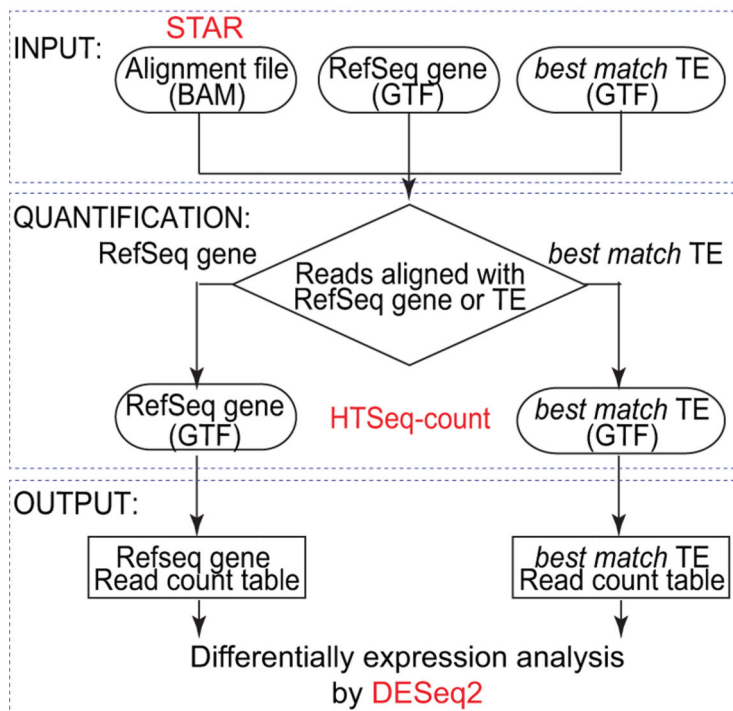 STAR
INPUT:
Alignment file
(BAM)
RefSeq gene
(GTF)
best match TE
(GTF)
QUANTIFICATION:
RefSeq gene
best match TE
Reads aligned with
RefSeq gene or TE
RefSeq gene
(GTF)
HTSeq-count
best match TE
(GTF)
OUTPUT:
Refseq gene
Read count table
best match TE
Read count table
Differentially expression analysis
by DESeq2